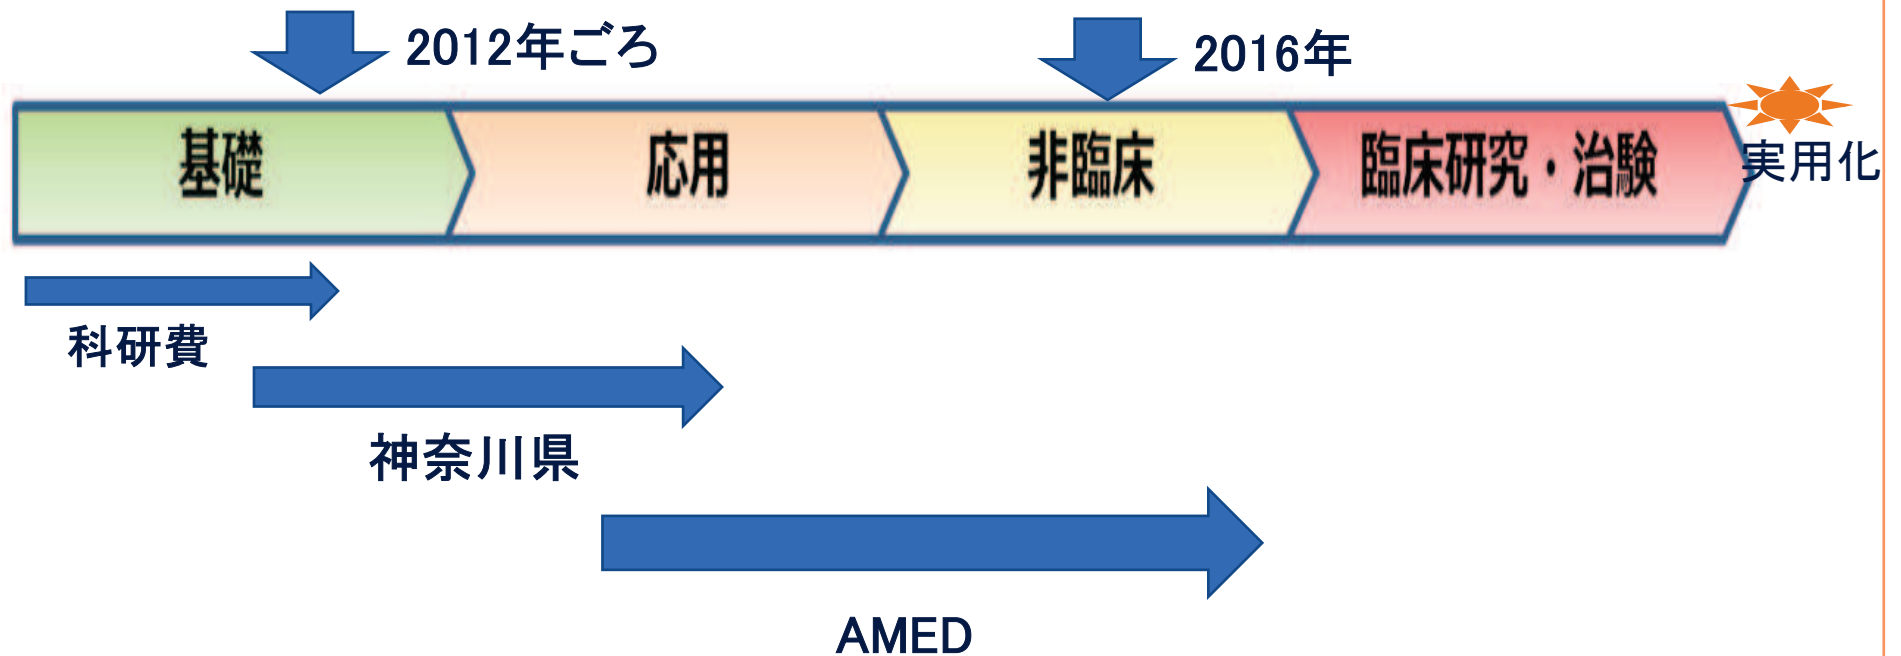 2012年ごろ
2016年
基礎
応用
非臨床
臨床研究・治験
実用化
科研費
神奈川県
AMED